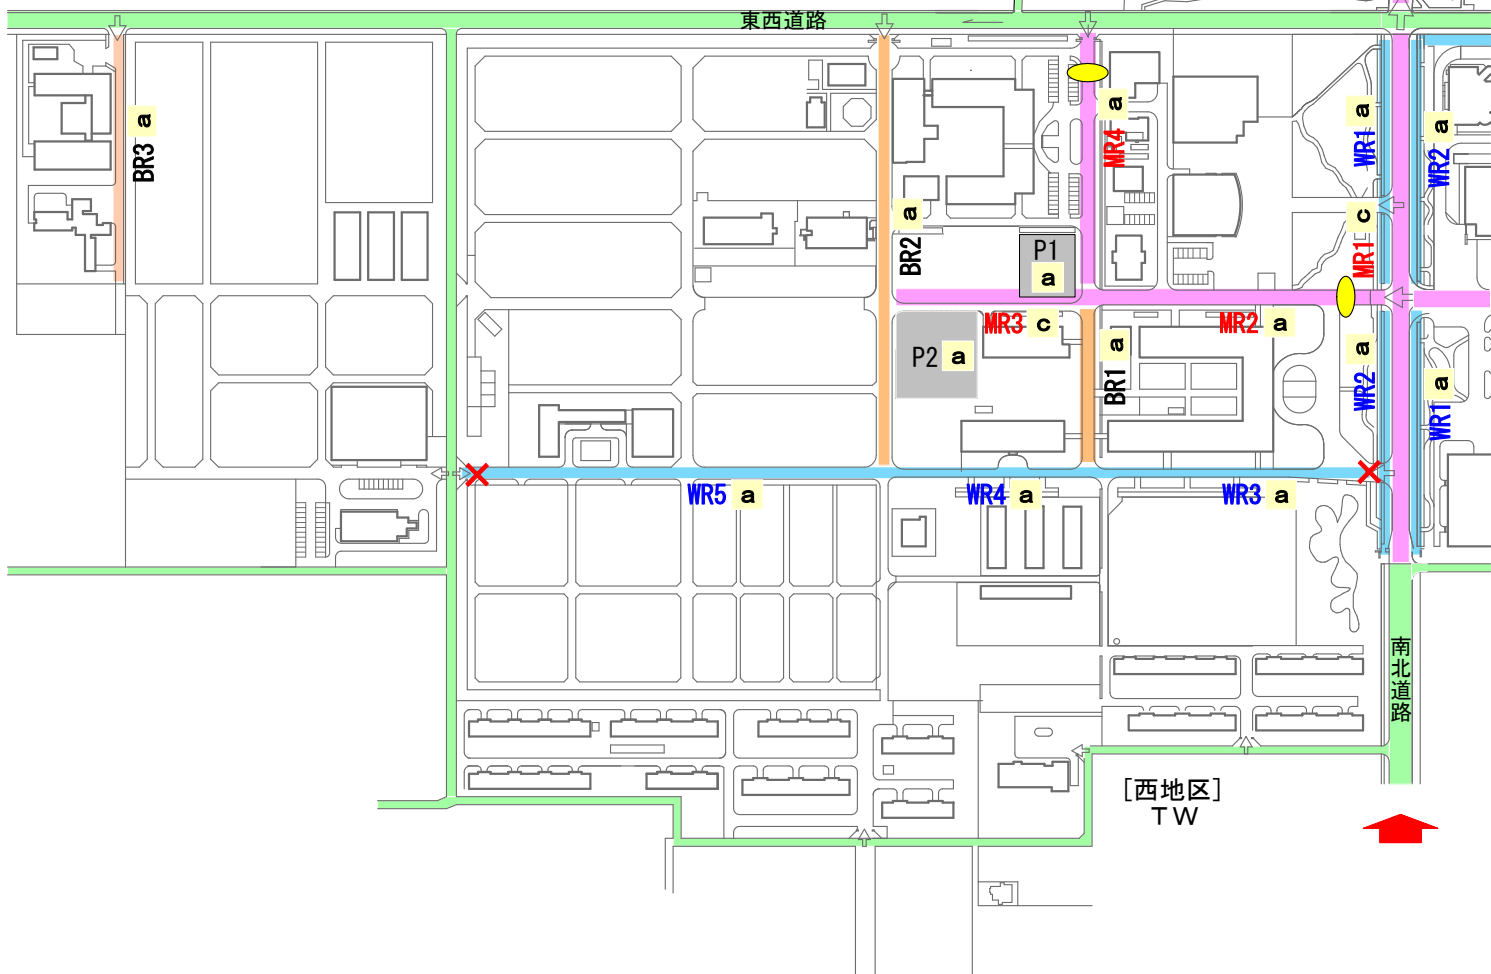 東西道路
a
BR3
a
MR4
a
WR1
a
WR2
a
BR2
c
MR1
P1
a
MR3 c
MR2 a
P2 a
a
BR1
a
WR2
a
WR1
WR5 a
WR4 a
WR3 a
南北道路
[西地区]
TW